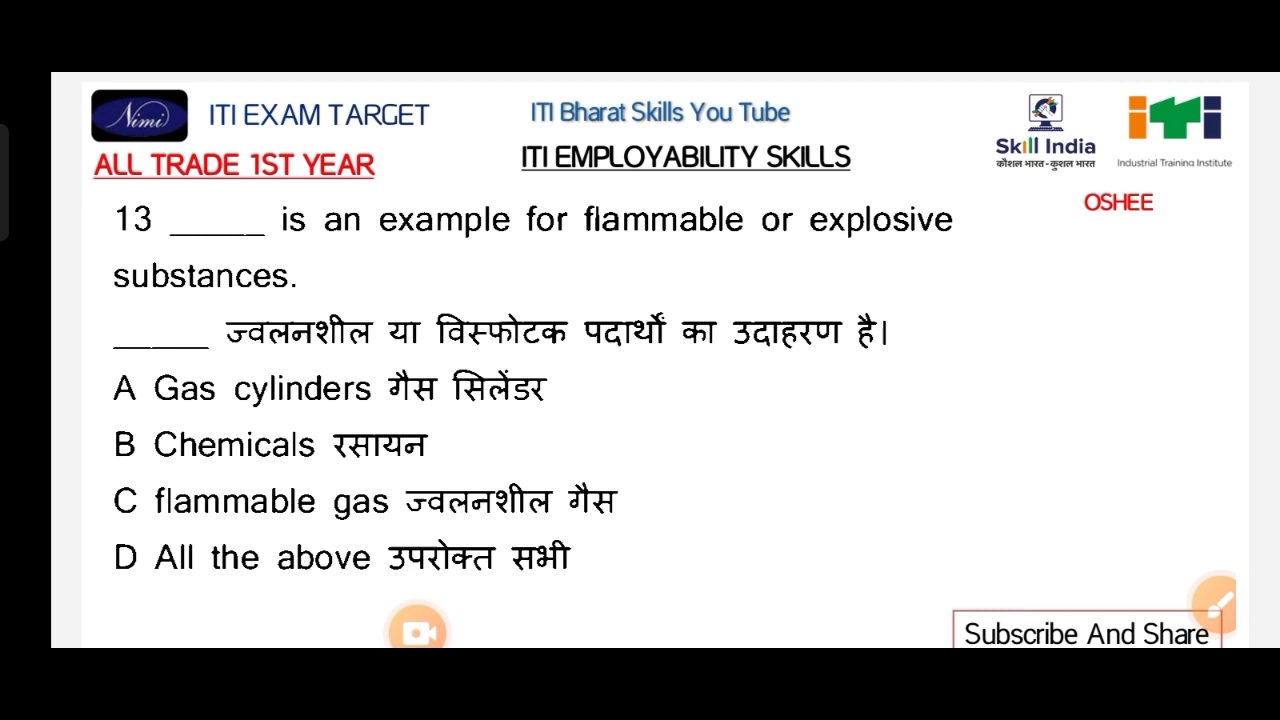 Nimi
ITI EXAM TARGET
ITI Bharat Skills You Tube
Skill India
कौशल भारत - कुशल भारत
iTi
Industrial Training Institute
ALL TRADE 1ST YEAR
ITI EMPLOYABILITY SKILLS
OSHEE
13 _____ is an example for flammable or explosive
substances.
_____ ज्वलनशील या विस्फोटक पदार्थों का उदाहरण है।
A Gas cylinders गैस सिलेंडर
B Chemicals रसायन
C flammable gas ज्वलनशील गैस
D All the above उपरोक्त सभी
Subscribe And Share